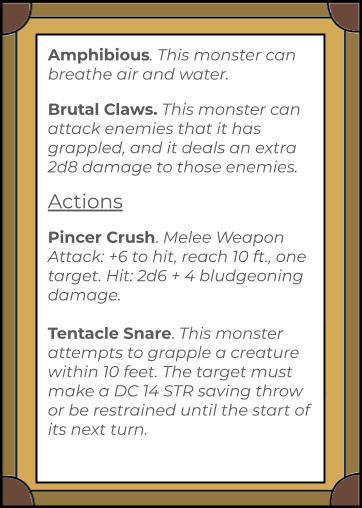 Amphibious. This monster can
breathe air and water.
Brutal Claws. This monster can
attack enemies that it has
grappled, and it deals an extra
2d8 damage to those enemies.
Actions
Pincer Crush. Melee Weapon
Attack: +6 to hit, reach 10 ft., one
target. Hit: 2d6 + 4 bludgeoning
damage.
Tentacle Snare. This monster
attempts to grapple a creature
within 10 feet. The target must
make a DC 14 STR saving throw
or be restrained until the start of
its next turn.